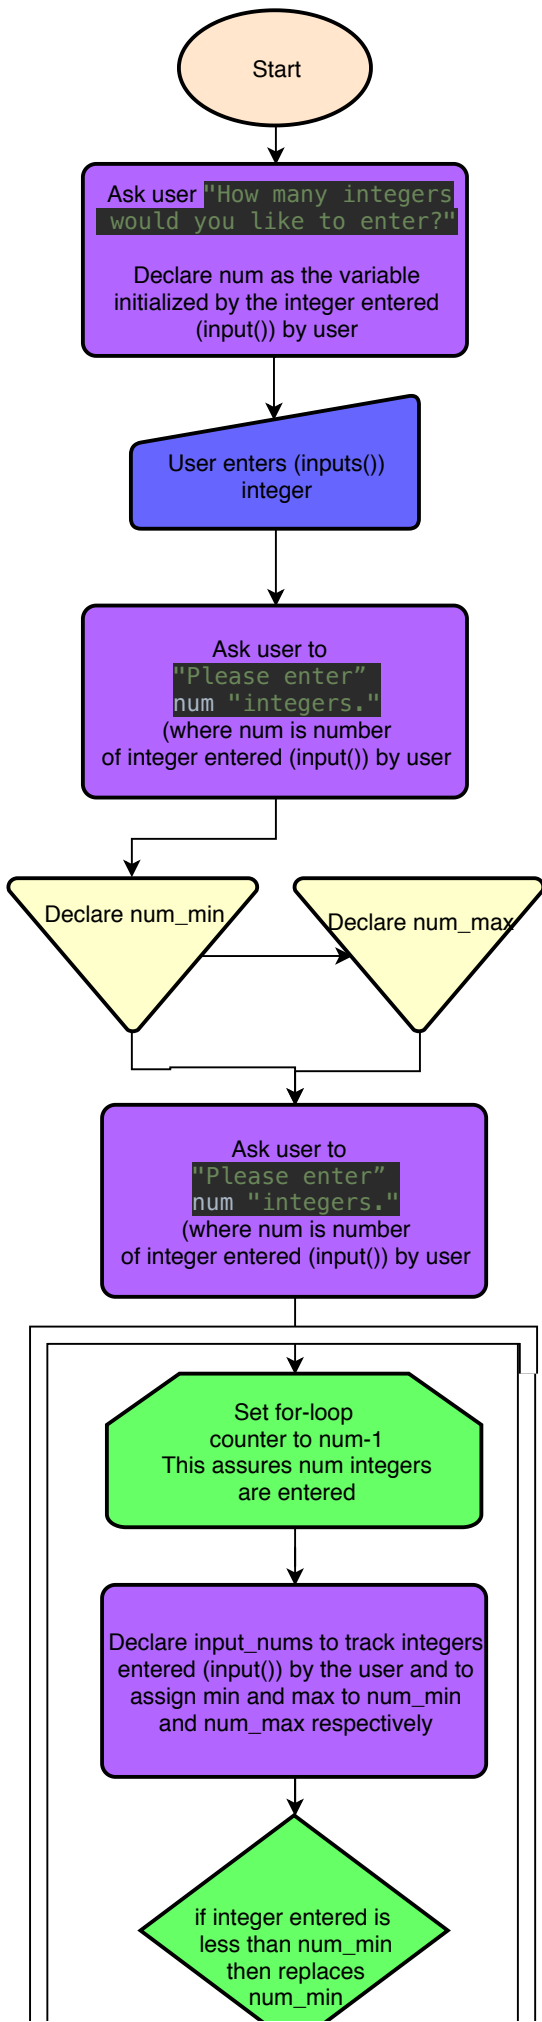 Start
Ask user "How many integers
would you like to enter?"
Declare num as the variable
initialized by the integer entered
(input()) by user
User enters (inputs())
integer
Ask user to
"Please enter”
num "integers."
(where num is number
of integer entered (input()) by user
Declare num_min
Declare num_max
Ask user to
"Please enter”
num "integers."
(where num is number
of integer entered (input()) by user
Set for-loop
counter to num-1
This assures num integers
are entered
Declare input_nums to track integers
entered (input()) by the user and to
assign min and max to num_min
and num_max respectively
if integer entered is
less than num_min
then replaces
num_min